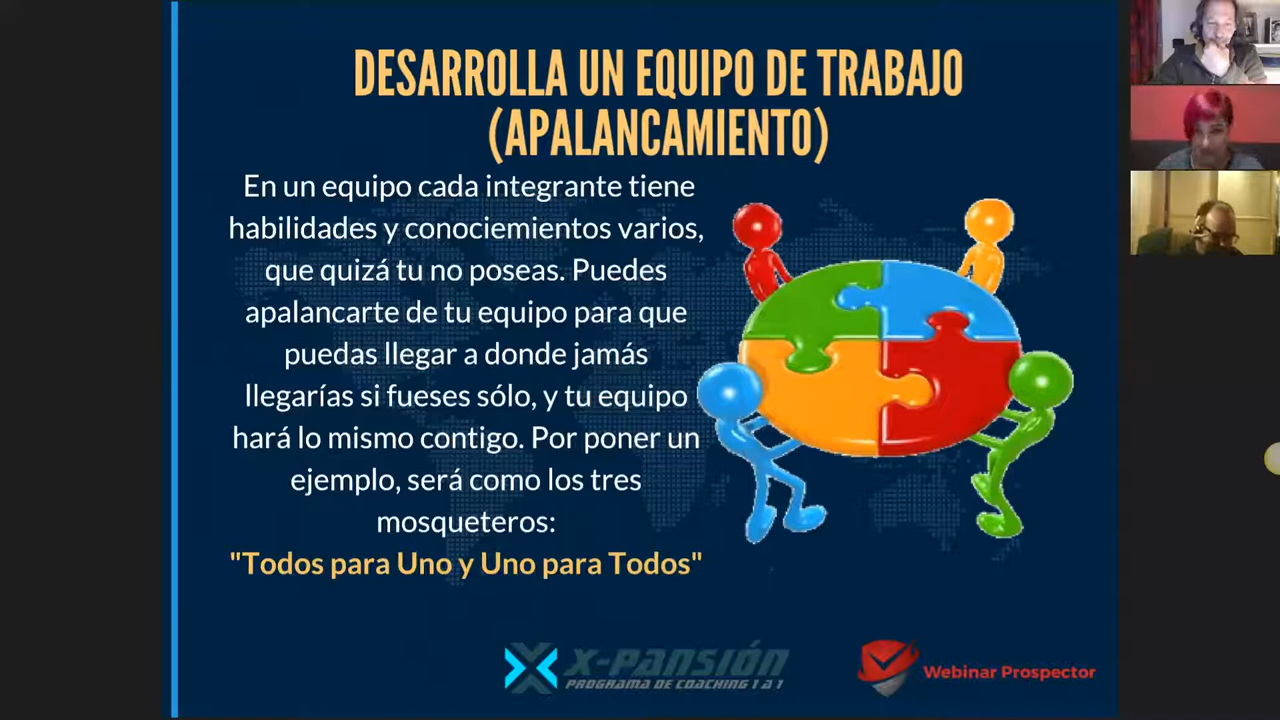 DESARROLLA UN EQUIPO DE TRABAJO
(APALANCAMIENTO)
En un equipo cada integrante tiene
habilidades y conociemientos varios,
que quizá tu no poseas. Puedes
apalancarte de tu equipo para que
puedas llegar a donde jamás
llegarías si fueses sólo, y tu equipo
hará lo mismo contigo. Por poner un
ejemplo, será como los tres
mosqueteros:
"Todos para Uno y Uno para Todos"
X-PANSIÓN
PROGRAMA DE COACHING 1 A 1
Webinar Prospector